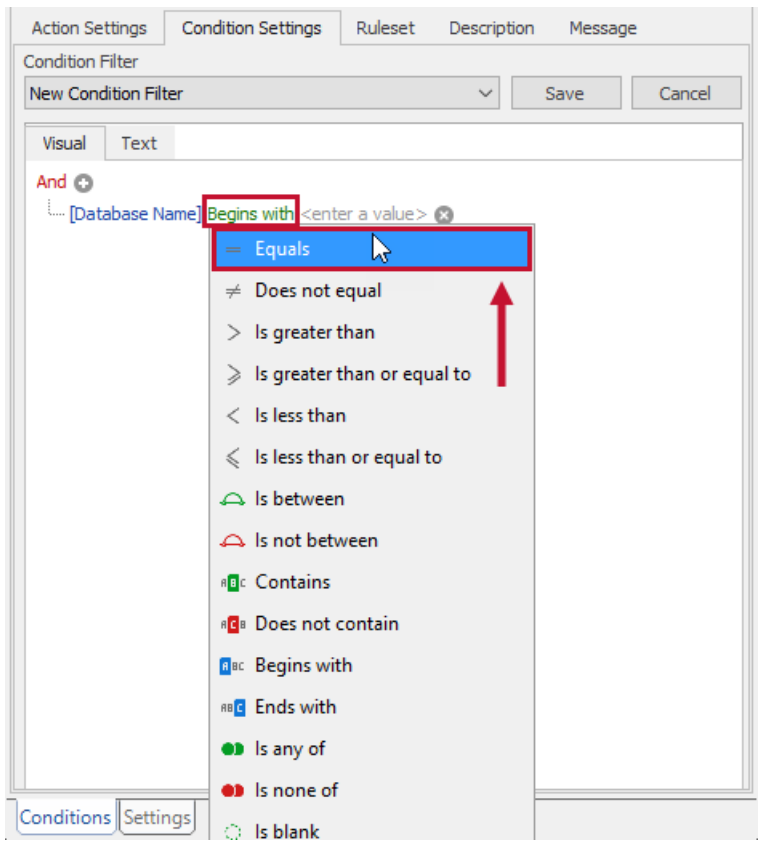 Action Settings Condition Settings Ruleset Description Message
Condition Filter
New Condition Filter Save Cancel
Visual Text
And
[Database Name] Begins with <enter a value>
Equals
Does not equal
Is greater than
Is greater than or equal to
Is less than
Is less than or equal to
Is between
Is not between
Contains
Does not contain
Begins with
Ends with
Is any of
Is none of
Is blank
Conditions Settings